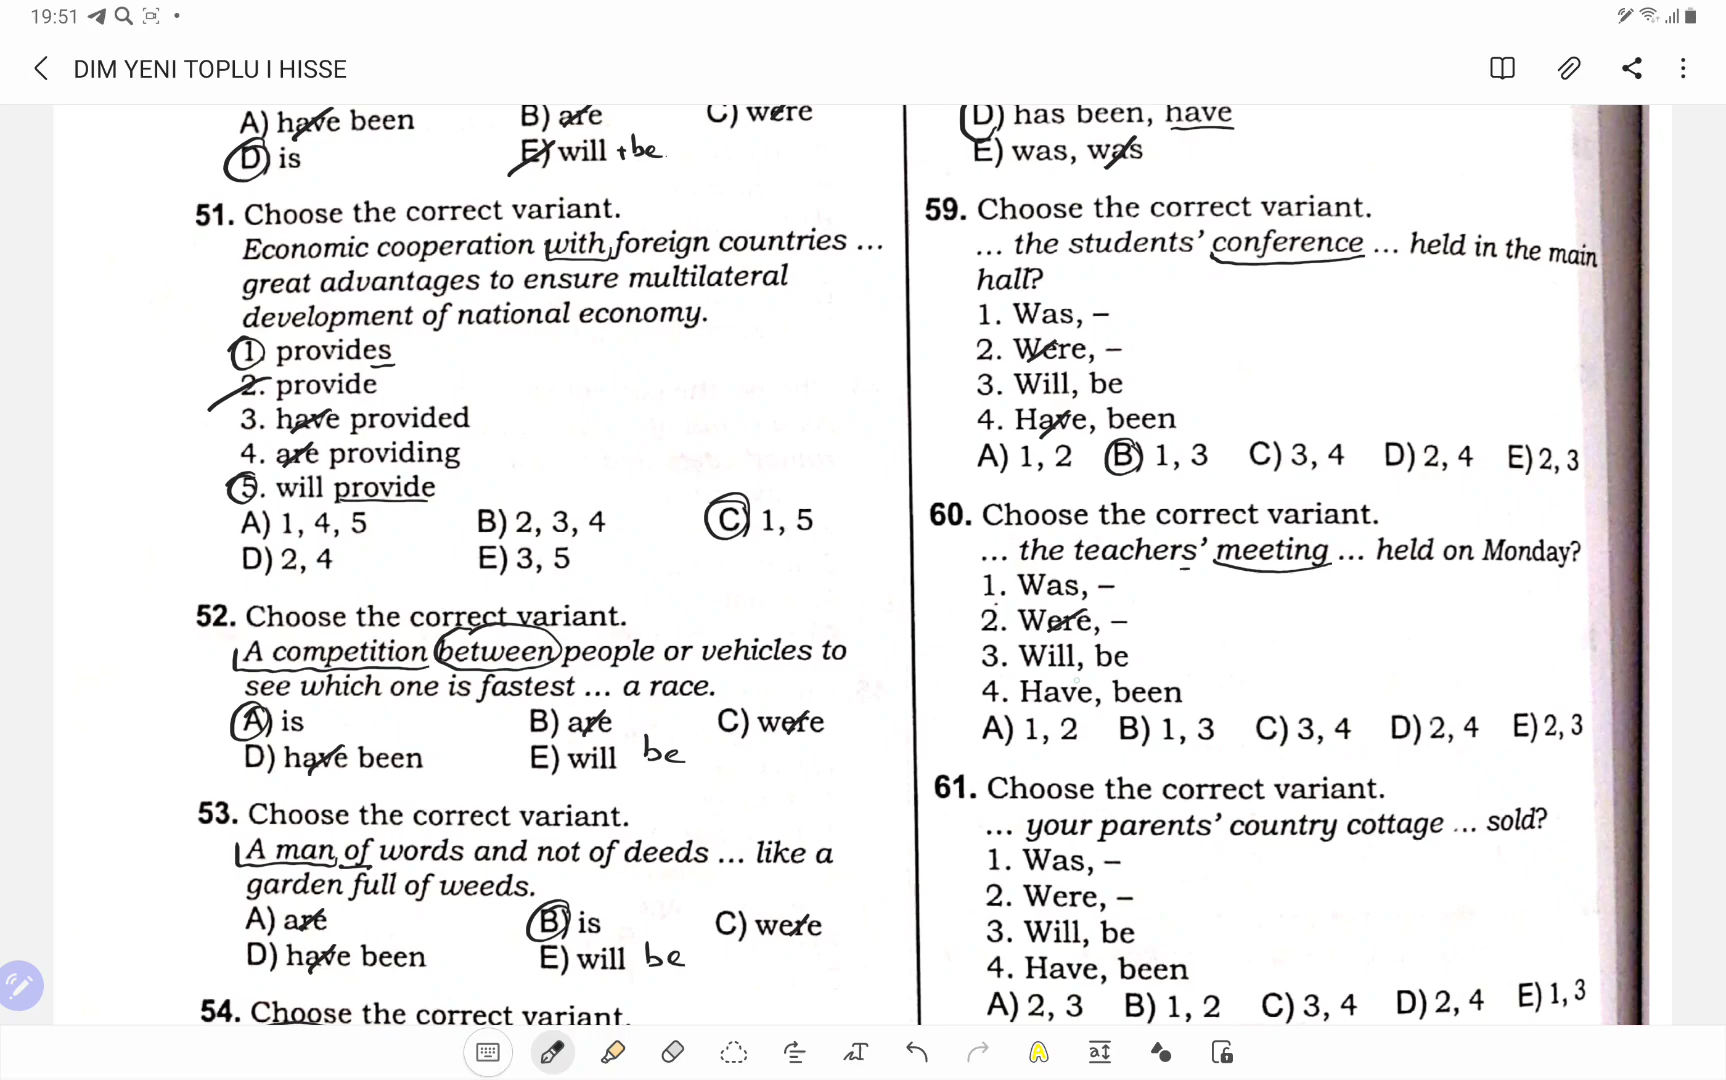 19:51
DIM YENI TOPLU I HISSE
A) have been B) are C) were
D) is E) will + be
51. Choose the correct variant.
Economic cooperation with foreign countries ...
great advantages to ensure multilateral
development of national economy.
1. provides
2. provide
3. have provided
4. are providing
5. will provide
A) 1, 4, 5 B) 2, 3, 4 C) 1, 5
D) 2, 4 E) 3, 5
52. Choose the correct variant.
A competition between people or vehicles to
see which one is fastest ... a race.
A) is B) are C) were
D) have been E) will be
53. Choose the correct variant.
A man of words and not of deeds ... like a
garden full of weeds.
A) are B) is C) were
D) have been E) will be
54. Choose the correct variant.
D) has been, have
E) was, was
59. Choose the correct variant.
... the students’ conference ... held in the main
hall?
1. Was, –
2. Were, –
3. Will, be
4. Have, been
A) 1, 2 B) 1, 3 C) 3, 4 D) 2, 4 E) 2, 3
60. Choose the correct variant.
... the teachers’ meeting ... held on Monday?
1. Was, –
2. Were, –
3. Will, be
4. Have, been
A) 1, 2 B) 1, 3 C) 3, 4 D) 2, 4 E) 2, 3
61. Choose the correct variant.
... your parents’ country cottage ... sold?
1. Was, –
2. Were, –
3. Will, be
4. Have, been
A) 2, 3 B) 1, 2 C) 3, 4 D) 2, 4 E) 1, 3